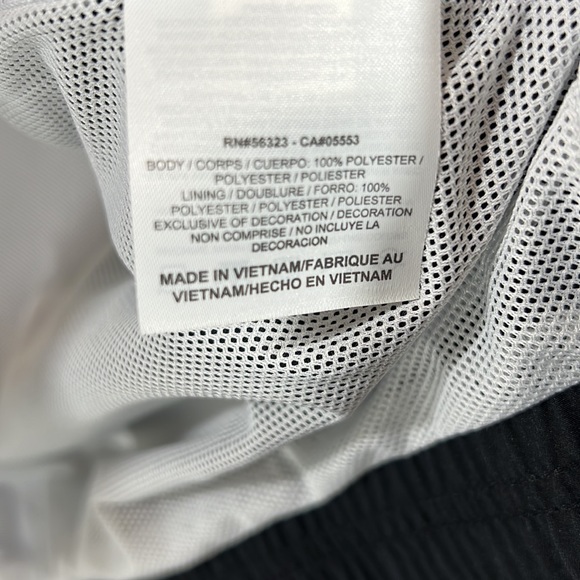 RN#56323 - CA#05553
BODY / CORPS / CUERPO: 100% POLYESTER /
POLYESTER / POLIESTER
LINING / DOUBLURE / FORRO: 100%
POLYESTER / POLYESTER / POLIESTER
EXCLUSIVE OF DECORATION / DECORATION
NON COMPRISE / NO INCLUYE LA
DECORACION
MADE IN VIETNAM/FABRIQUE AU
VIETNAM/HECHO EN VIETNAM